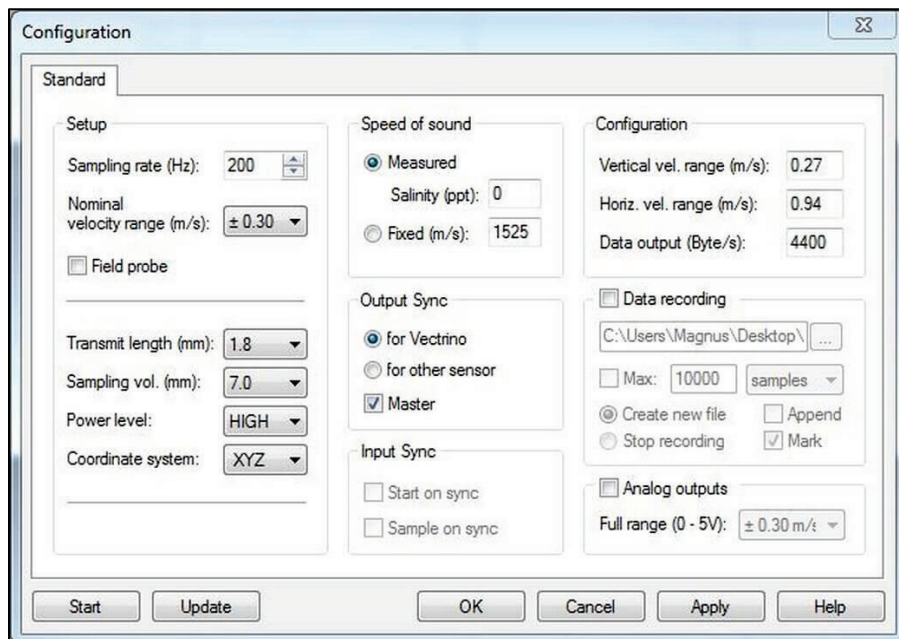 Configuration
Standard
Setup
Sampling rate (Hz): 200
Nominal
velocity range (m/s): ± 0.30
Field probe
Transmit length (mm): 1.8
Sampling vol. (mm): 7.0
Power level: HIGH
Coordinate system: XYZ
Speed of sound
Measured
Salinity (ppt): 0
Fixed (m/s): 1525
Output Sync
for Vectrino
for other sensor
Master
Input Sync
Start on sync
Sample on sync
Configuration
Vertical vel. range (m/s): 0.27
Horiz. vel. range (m/s): 0.94
Data output (Byte/s): 4400
Data recording
C:\Users\Magnus\Desktop\ ...
Max: 10000 samples
Create new file Append
Stop recording Mark
Analog outputs
Full range (0 - 5V): ± 0.30 m/s
Start Update OK Cancel Apply Help